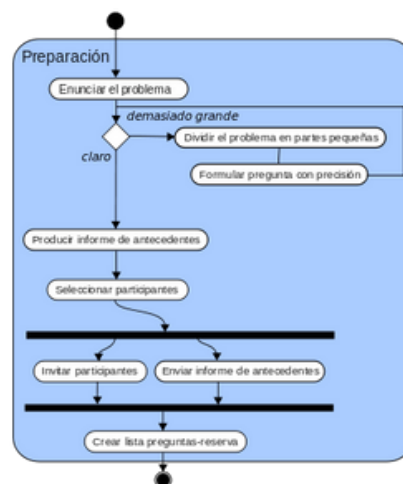 Preparación
Enunciar el problema
demasiado grande
Dividir el problema en partes pequeñas
claro
Formular pregunta con precisión
Producir informe de antecedentes
Seleccionar participantes
Invitar participantes
Enviar informe de antecedentes
Crear lista preguntas-reserva